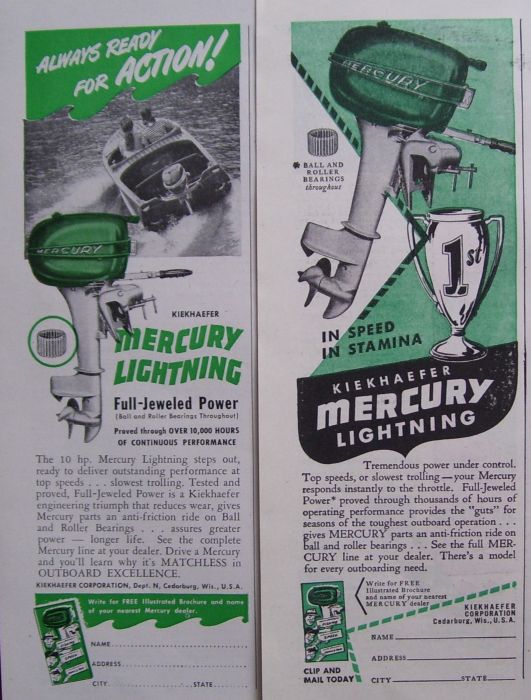 ALWAYS READY
FOR ACTION!
MERCURY
KIEKHAEFER
MERCURY
LIGHTNING
Full-Jeweled Power
(Ball and Roller Bearings Throughout)
Proved through OVER 10,000 HOURS
OF CONTINUOUS PERFORMANCE
The 10 hp. Mercury Lightning steps out,
ready to deliver outstanding performance at
top speeds . . . slowest trolling. Tested and
proved, Full-Jeweled Power is a Kiekhaefer
engineering triumph that reduces wear, gives
Mercury parts an anti-friction ride on Ball
and Roller Bearings . . . assures greater
power — longer life. See the complete
Mercury line at your dealer. Drive a Mercury
and you'll learn why it's MATCHLESS in
OUTBOARD EXCELLENCE.
KIEKHAEFER CORPORATION, Dept. N, Cedarburg, Wis., U.S.A.
Write for FREE Illustrated Brochure and name
of your nearest Mercury dealer.
NAME
ADDRESS
CITY STATE
MERCURY
* BALL AND
ROLLER
BEARINGS
throughout
1st
IN SPEED
IN STAMINA
KIEKHAEFER
MERCURY
LIGHTNING
Tremendous power under control.
Top speeds, or slowest trolling — your Mercury
responds instantly to the throttle. Full-Jeweled
Power* proved through thousands of hours of
operating performance provides the "guts" for
seasons of the toughest outboard operation . . .
gives MERCURY parts an anti-friction ride on
ball and roller bearings . . . See the full MER-
CURY line at your dealer. There's a model
for every outboarding need.
Write for FREE
Illustrated Brochure
and name of your nearest
MERCURY dealer
KIEKHAEFER
CORPORATION
Cedarburg, Wis., U.S.A.
CLIP AND
MAIL TODAY
NAME
ADDRESS
CITY STATE